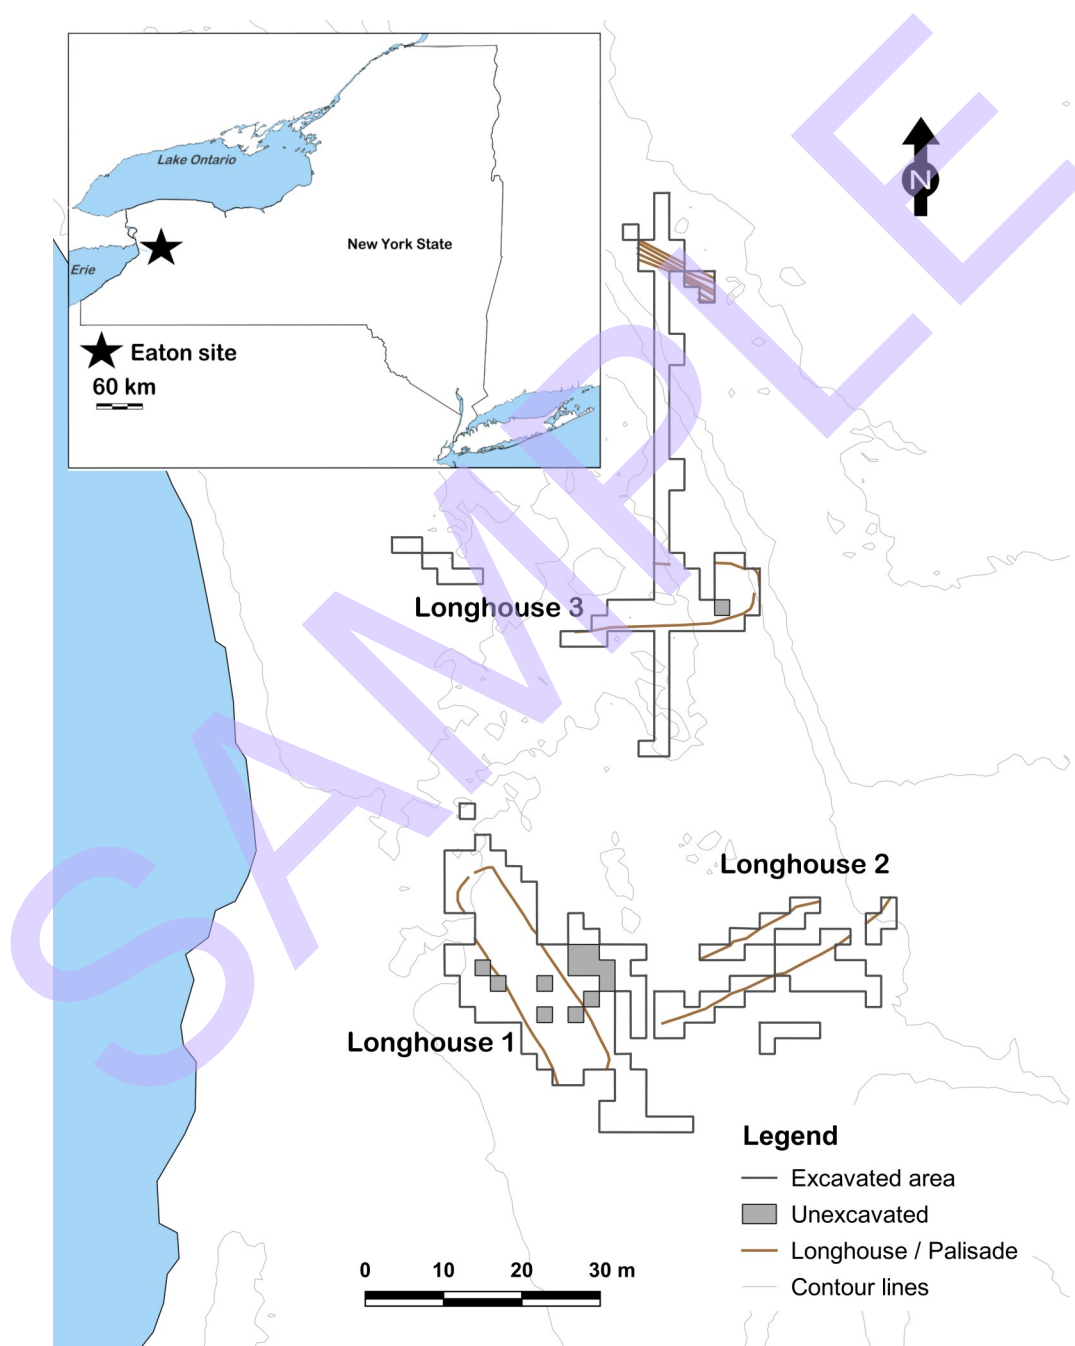 Lake Ontario
N
New York State
Erie
Eaton site
60 km
Longhouse 3
Longhouse 2
Longhouse 1
Legend
Excavated area
Unexcavated
Longhouse / Palisade
Contour lines
0 10 20 30 m
SAMPLE